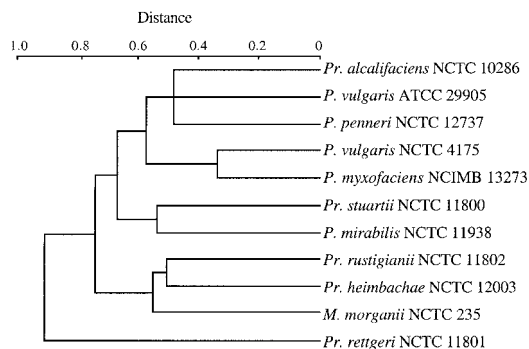 Distance
1.0 0.8 0.6 0.4 0.2 0
Pr. alcalifaciens NCTC 10286
P. vulgaris ATCC 29905
P. penneri NCTC 12737
P. vulgaris NCTC 4175
P. myxofaciens NCIMB 13273
Pr. stuartii NCTC 11800
P. mirabilis NCTC 11938
Pr. rustigianii NCTC 11802
Pr. heimbachae NCTC 12003
M. morganii NCTC 235
Pr. rettgeri NCTC 11801